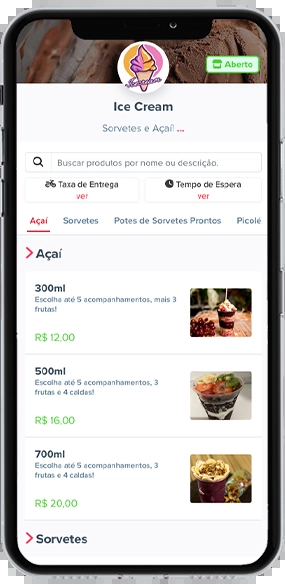 Icecream
Aberto
Ice Cream
Sorvetes e Açaí! ...
Buscar produtos por nome ou descrição.
Taxa de Entrega
ver
Tempo de Espera
ver
Açaí Sorvetes Potes de Sorvetes Prontos Picolé
Açaí
300ml
Escolha até 5 acompanhamentos, mais 3
frutas!
R$ 12,00
500ml
Escolha até 5 acompanhamentos, 3
frutas e 4 caldas!
R$ 16,00
700ml
Escolha até 5 acompanhamentos, 3
frutas e 4 caldas!
R$ 20,00
Sorvetes